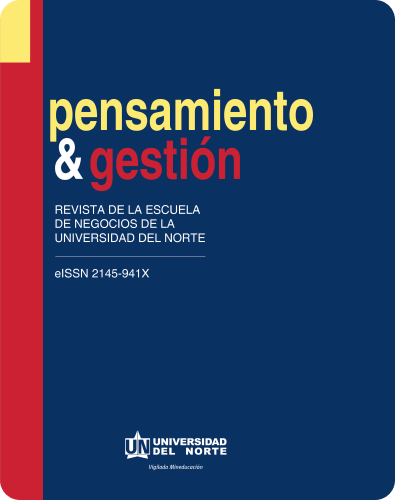 pensamiento
& gestión
REVISTA DE LA ESCUELA
DE NEGOCIOS DE LA
UNIVERSIDAD DEL NORTE
eISSN 2145-941X
UN UNIVERSIDAD
DEL NORTE
Vigilada Mineducación